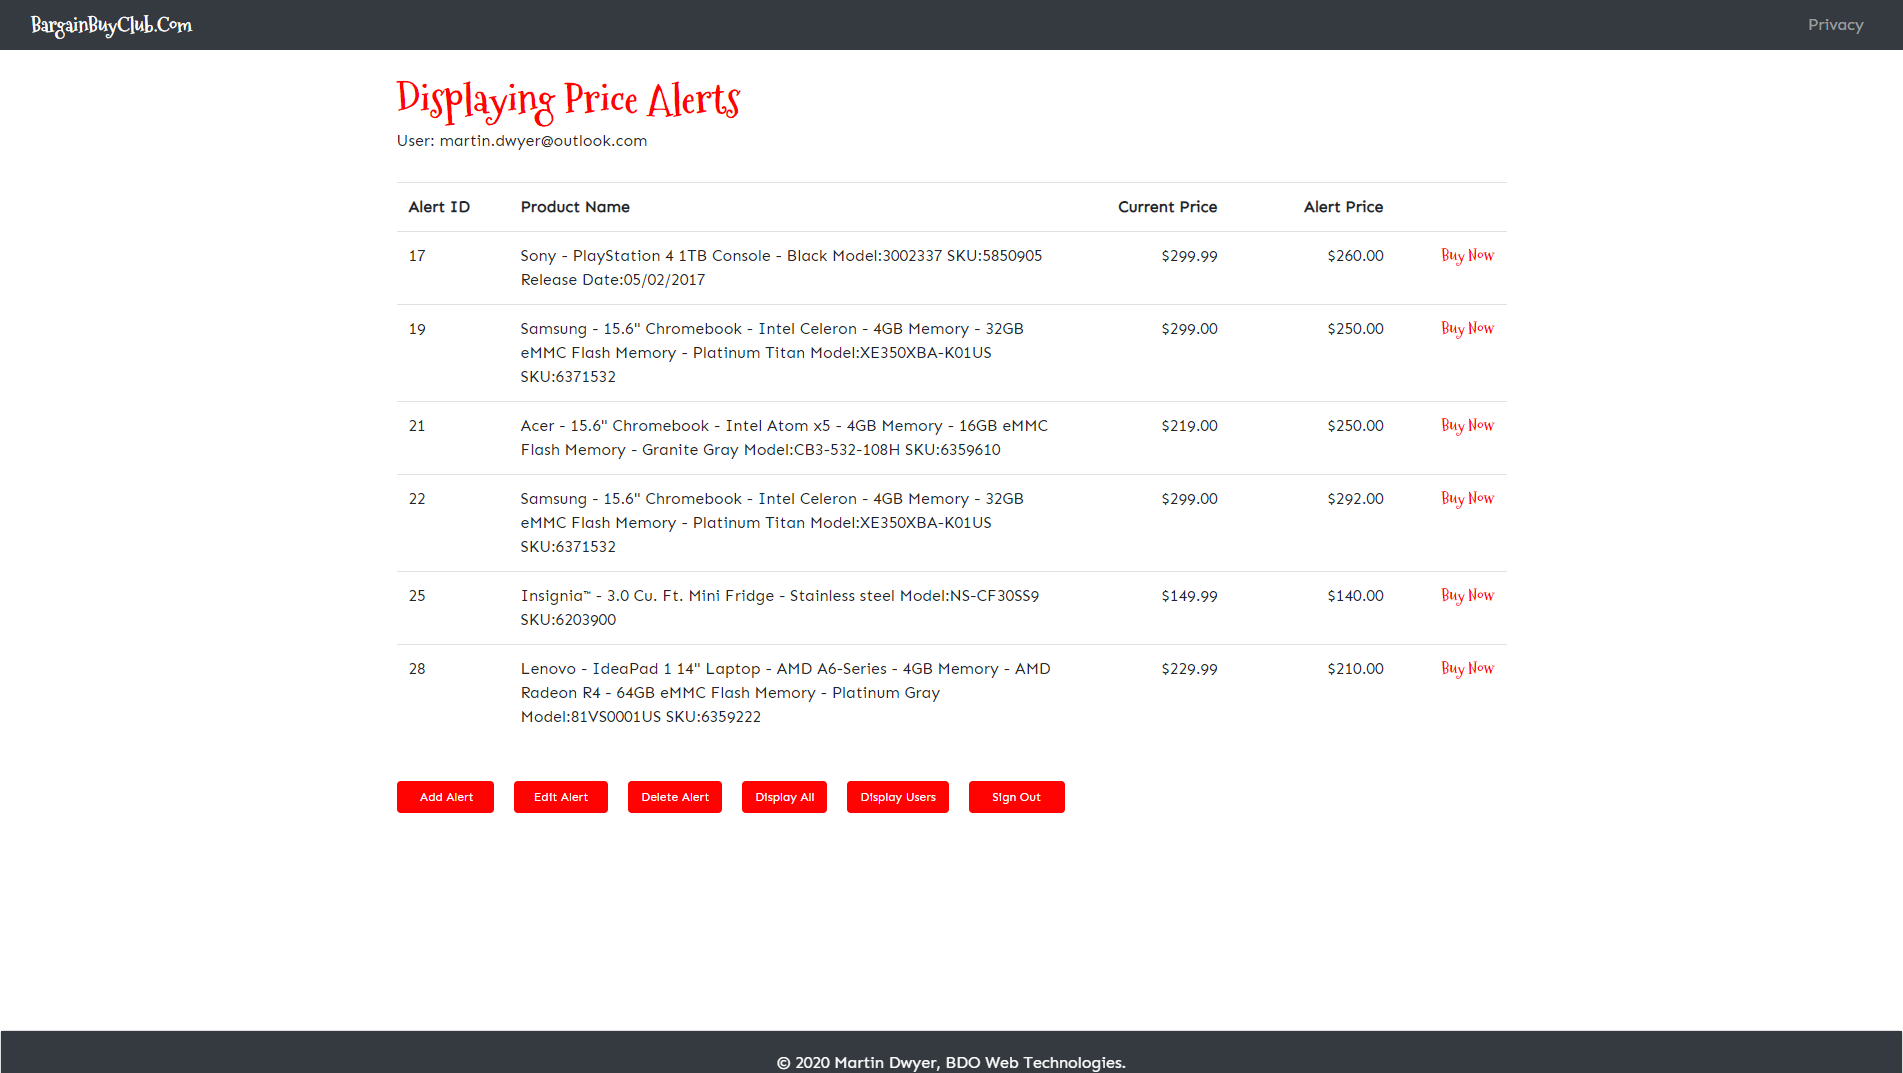 BargainBuyClub.Com
Privacy
Displaying Price Alerts
User: martin.dwyer@outlook.com
Alert ID Product Name Current Price Alert Price
17 Sony - PlayStation 4 1TB Console - Black Model:3002337 SKU:5850905 $299.99 $260.00 Buy Now
Release Date:05/02/2017
19 Samsung - 15.6" Chromebook - Intel Celeron - 4GB Memory - 32GB $299.00 $250.00 Buy Now
eMMC Flash Memory - Platinum Titan Model:XE350XBA-K01US
SKU:6371532
21 Acer - 15.6" Chromebook - Intel Atom x5 - 4GB Memory - 16GB eMMC $219.00 $250.00 Buy Now
Flash Memory - Granite Gray Model:CB3-532-108H SKU:6359610
22 Samsung - 15.6" Chromebook - Intel Celeron - 4GB Memory - 32GB $299.00 $292.00 Buy Now
eMMC Flash Memory - Platinum Titan Model:XE350XBA-K01US
SKU:6371532
25 Insignia™ - 3.0 Cu. Ft. Mini Fridge - Stainless steel Model:NS-CF30SS9 $149.99 $140.00 Buy Now
SKU:6203900
28 Lenovo - IdeaPad 1 14" Laptop - AMD A6-Series - 4GB Memory - AMD $229.99 $210.00 Buy Now
Radeon R4 - 64GB eMMC Flash Memory - Platinum Gray
Model:81VS0001US SKU:6359222
Add Alert Edit Alert Delete Alert Display All Display Users Sign Out
© 2020 Martin Dwyer, BDO Web Technologies.